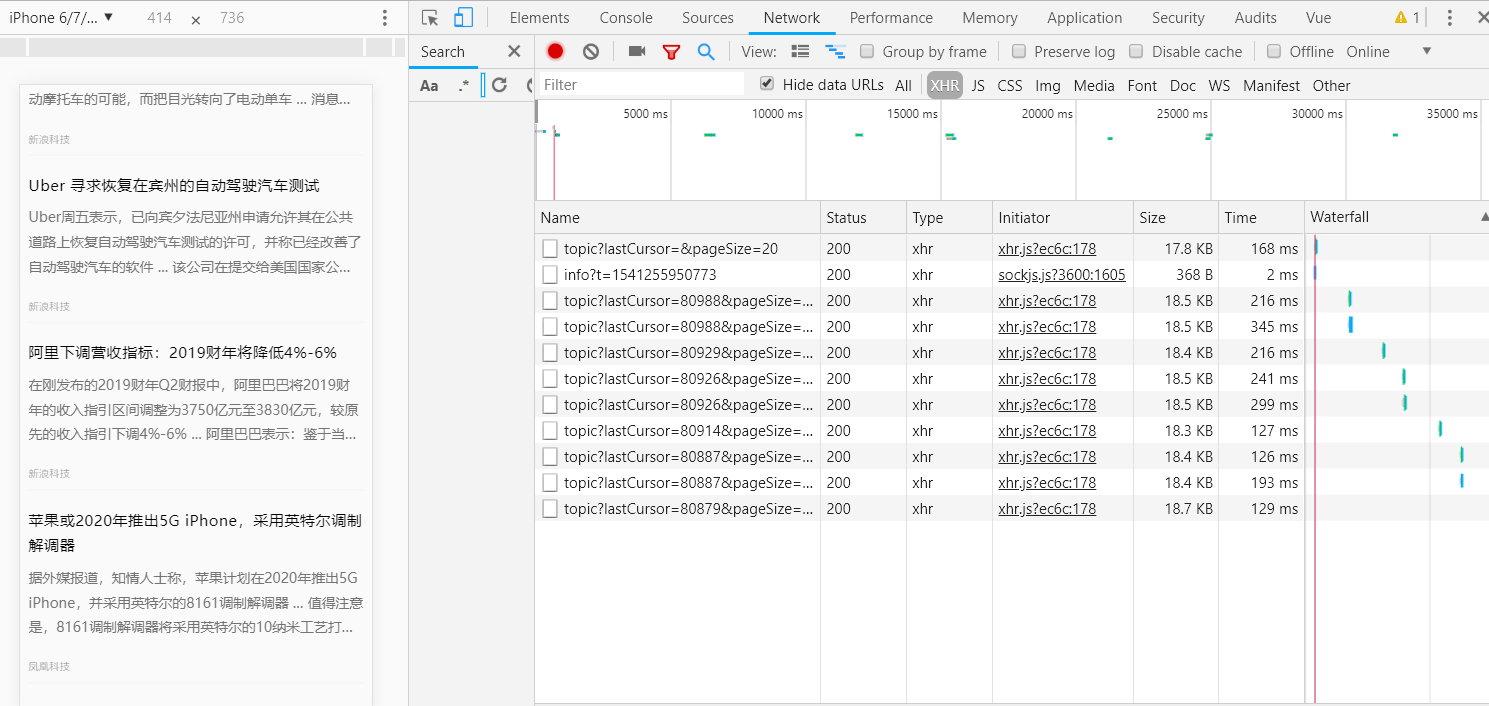 iPhone 6/7/... ▼ 414 × 736
Elements Console Sources Network Performance Memory Application Security Audits Vue 1
Search
View: Group by frame Preserve log Disable cache Offline Online ▼
Aa .*
Filter Hide data URLs All XHR JS CSS Img Media Font Doc WS Manifest Other
5000 ms 10000 ms 15000 ms 20000 ms 25000 ms 30000 ms 35000 ms
Name Status Type Initiator Size Time Waterfall
topic?lastCursor=&pageSize=20 200 xhr xhr.js?ec6c:178 17.8 KB 168 ms
info?t=1541255950773 200 xhr sockjs.js?3600:1605 368 B 2 ms
topic?lastCursor=80988&pageSize=... 200 xhr xhr.js?ec6c:178 18.5 KB 216 ms
topic?lastCursor=80988&pageSize=... 200 xhr xhr.js?ec6c:178 18.5 KB 345 ms
topic?lastCursor=80929&pageSize=... 200 xhr xhr.js?ec6c:178 18.4 KB 216 ms
topic?lastCursor=80926&pageSize=... 200 xhr xhr.js?ec6c:178 18.5 KB 241 ms
topic?lastCursor=80926&pageSize=... 200 xhr xhr.js?ec6c:178 18.5 KB 299 ms
topic?lastCursor=80914&pageSize=... 200 xhr xhr.js?ec6c:178 18.3 KB 127 ms
topic?lastCursor=80887&pageSize=... 200 xhr xhr.js?ec6c:178 18.4 KB 126 ms
topic?lastCursor=80887&pageSize=... 200 xhr xhr.js?ec6c:178 18.4 KB 193 ms
topic?lastCursor=80879&pageSize=... 200 xhr xhr.js?ec6c:178 18.7 KB 129 ms
动摩托车的可能，而把目光转向了电动单车 ... 消息...
新浪科技
Uber 寻求恢复在宾州的自动驾驶汽车测试
Uber周五表示，已向宾夕法尼亚州申请允许其在公共
道路上恢复自动驾驶汽车测试的许可，并称已经改善了
自动驾驶汽车的软件 ... 该公司在提交给美国国家公...
新浪科技
阿里下调营收指标：2019财年将降低4%-6%
在刚发布的2019财年Q2财报中，阿里巴巴将2019财
年的收入指引区间调整为3750亿元至3830亿元，较原
先的收入指引下调4%-6% ... 阿里巴巴表示：鉴于当...
新浪科技
苹果或2020年推出5G iPhone，采用英特尔调制
解调器
据外媒报道，知情人士称，苹果计划在2020年推出5G
iPhone，并采用英特尔的8161调制解调器 ... 值得注意
是，8161调制解调器将采用英特尔的10纳米工艺打...
凤凰科技